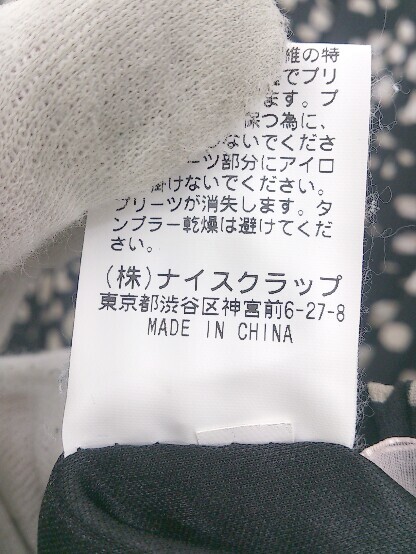 維の特
でプリ
ます。プ
保つ為に、
ないでくださ
ーツ部分にアイロ
掛けないでください。
プリーツが消失します。タ
ンブラー乾燥は避けてくだ
さい。
(株)ナイスクラップ
東京都渋谷区神宮前6-27-8
MADE IN CHINA